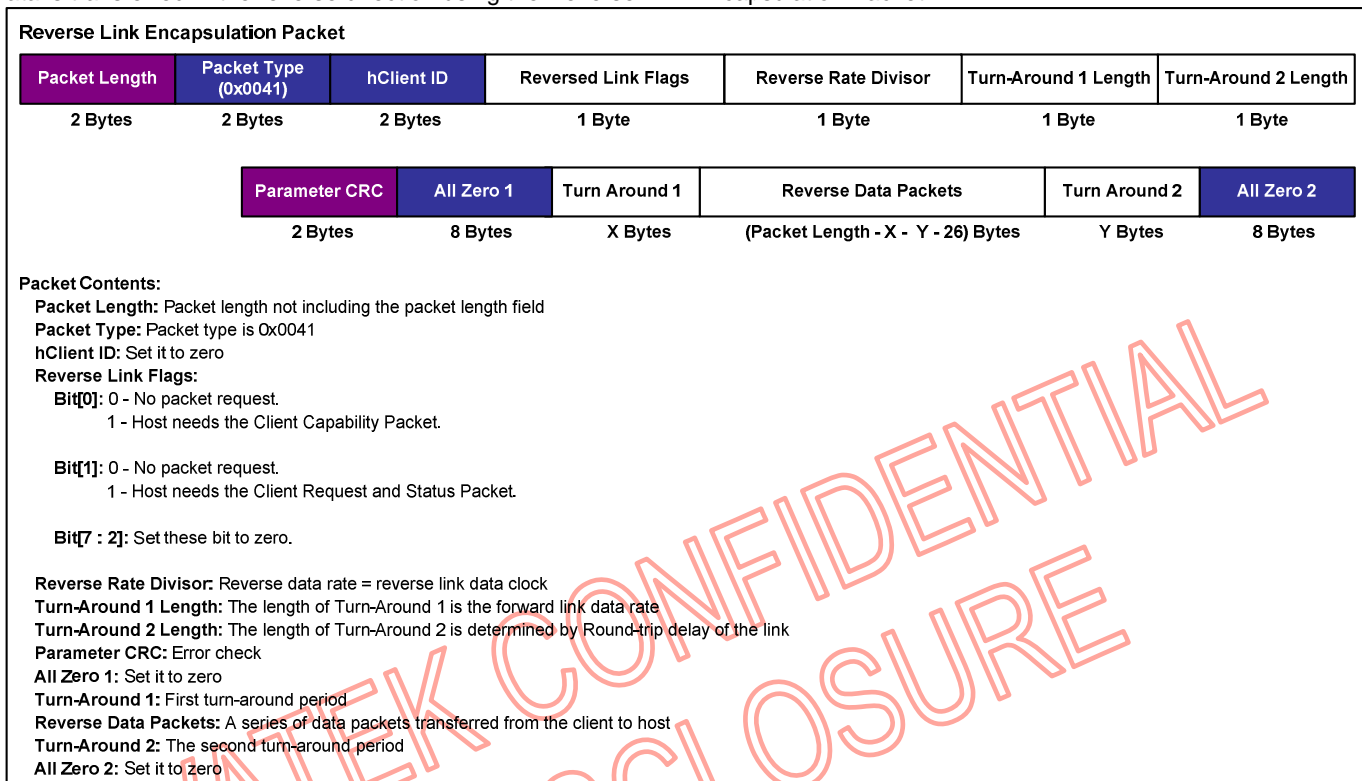 Reverse Link Encapsulation Packet
Packet Length Packet Type (0x0041) hClient ID Reversed Link Flags Reverse Rate Divisor Turn-Around 1 Length Turn-Around 2 Length
2 Bytes 2 Bytes 2 Bytes 1 Byte 1 Byte 1 Byte 1 Byte
Parameter CRC All Zero 1 Turn Around 1 Reverse Data Packets Turn Around 2 All Zero 2
2 Bytes 8 Bytes X Bytes (Packet Length - X - Y - 26) Bytes Y Bytes 8 Bytes
Packet Contents:
Packet Length: Packet length not including the packet length field
Packet Type: Packet type is 0x0041
hClient ID: Set it to zero
Reverse Link Flags:
Bit[0]: 0 - No packet request.
1 - Host needs the Client Capability Packet.
Bit[1]: 0 - No packet request.
1 - Host needs the Client Request and Status Packet.
Bit[7 : 2]: Set these bit to zero.
Reverse Rate Divisor: Reverse data rate = reverse link data clock
Turn-Around 1 Length: The length of Turn-Around 1 is the forward link data rate
Turn-Around 2 Length: The length of Turn-Around 2 is determined by Round-trip delay of the link
Parameter CRC: Error check
All Zero 1: Set it to zero
Turn-Around 1: First turn-around period
Reverse Data Packets: A series of data packets transferred from the client to host
Turn-Around 2: The second turn-around period
All Zero 2: Set it to zero
CONFIDENTIAL